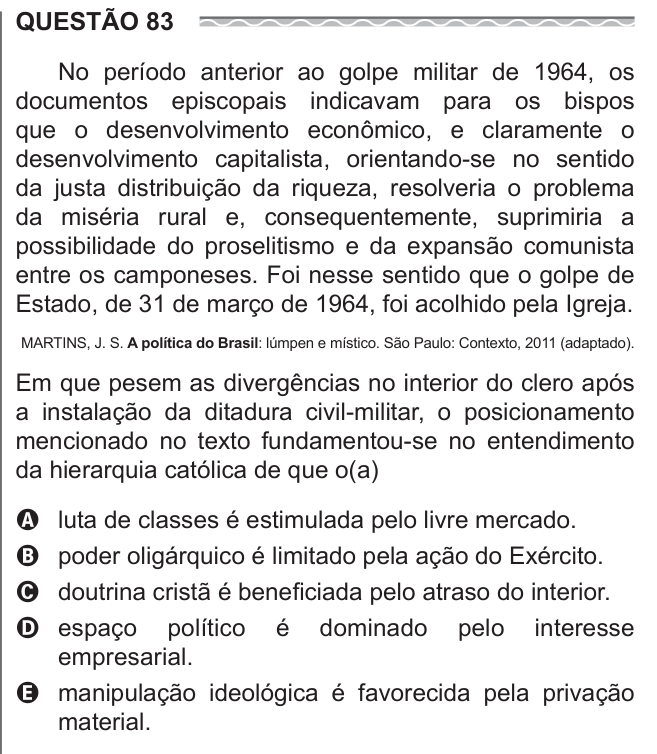 QUESTÃO 83
No período anterior ao golpe militar de 1964, os
documentos episcopais indicavam para os bispos
que o desenvolvimento econômico, e claramente o
desenvolvimento capitalista, orientando-se no sentido
da justa distribuição da riqueza, resolveria o problema
da miséria rural e, consequentemente, suprimiria a
possibilidade do proselitismo e da expansão comunista
entre os camponeses. Foi nesse sentido que o golpe de
Estado, de 31 de março de 1964, foi acolhido pela Igreja.
MARTINS, J. S. A política do Brasil: lúmpen e místico. São Paulo: Contexto, 2011 (adaptado).
Em que pesem as divergências no interior do clero após
a instalação da ditadura civil-militar, o posicionamento
mencionado no texto fundamentou-se no entendimento
da hierarquia católica de que o(a)
A luta de classes é estimulada pelo livre mercado.
B poder oligárquico é limitado pela ação do Exército.
C doutrina cristã é beneficiada pelo atraso do interior.
D espaço político é dominado pelo interesse
empresarial.
E manipulação ideológica é favorecida pela privação
material.